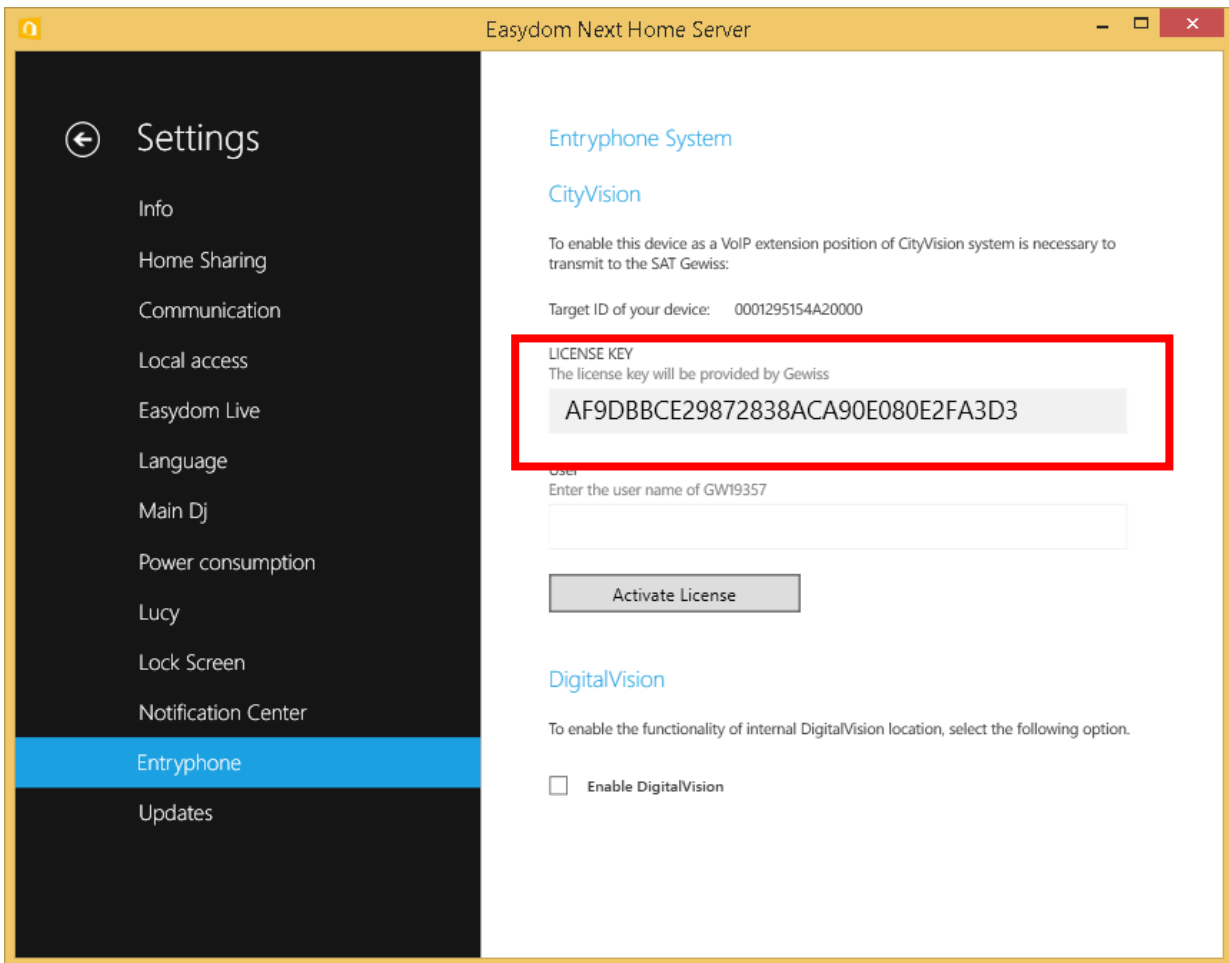 Easydom Next Home Server
Settings
Info
Home Sharing
Communication
Local access
Easydom Live
Language
Main Dj
Power consumption
Lucy
Lock Screen
Notification Center
Entryphone
Updates
Entryphone System
CityVision
To enable this device as a VoIP extension position of CityVision system is necessary to
transmit to the SAT Gewiss:
Target ID of your device: 0001295154A20000
LICENSE KEY
The license key will be provided by Gewiss
AF9DBBCE29872838ACA90E080E2FA3D3
User
Enter the user name of GW19357
Activate License
DigitalVision
To enable the functionality of internal DigitalVision location, select the following option.
Enable DigitalVision